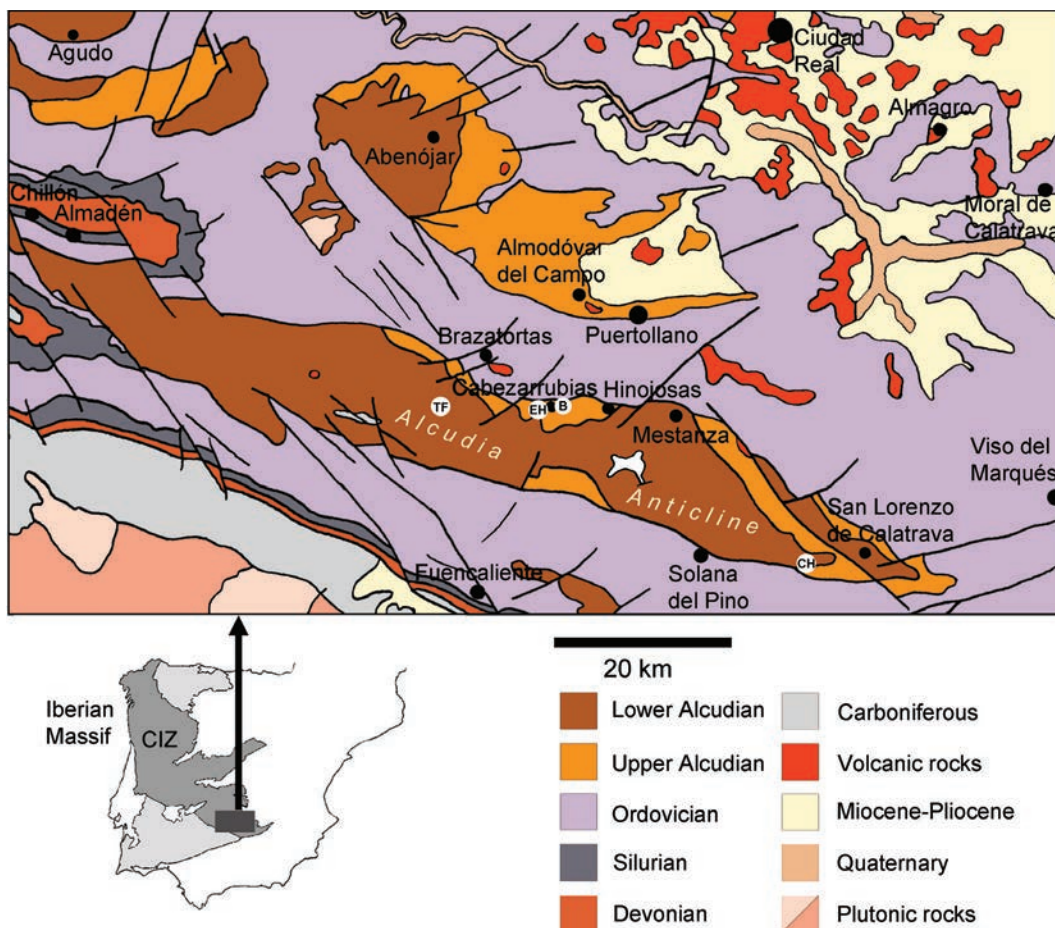 Agudo
Ciudad
Real
Almagro
Abenójar
Chillón
Almadén
Moral de
Calatrava
Almodóvar
del Campo
Puertollano
Brazatortas
Cabezarrubias
Hinojosas
TF
EH
B
Alcudia
Mestanza
Viso del
Marqués
Anticline
San Lorenzo
de Calatrava
CH
Fuencaliente
Solana
del Pino
20 km
Iberian
Massif
CIZ
Lower Alcudian
Upper Alcudian
Ordovician
Silurian
Devonian
Carboniferous
Volcanic rocks
Miocene-Pliocene
Quaternary
Plutonic rocks